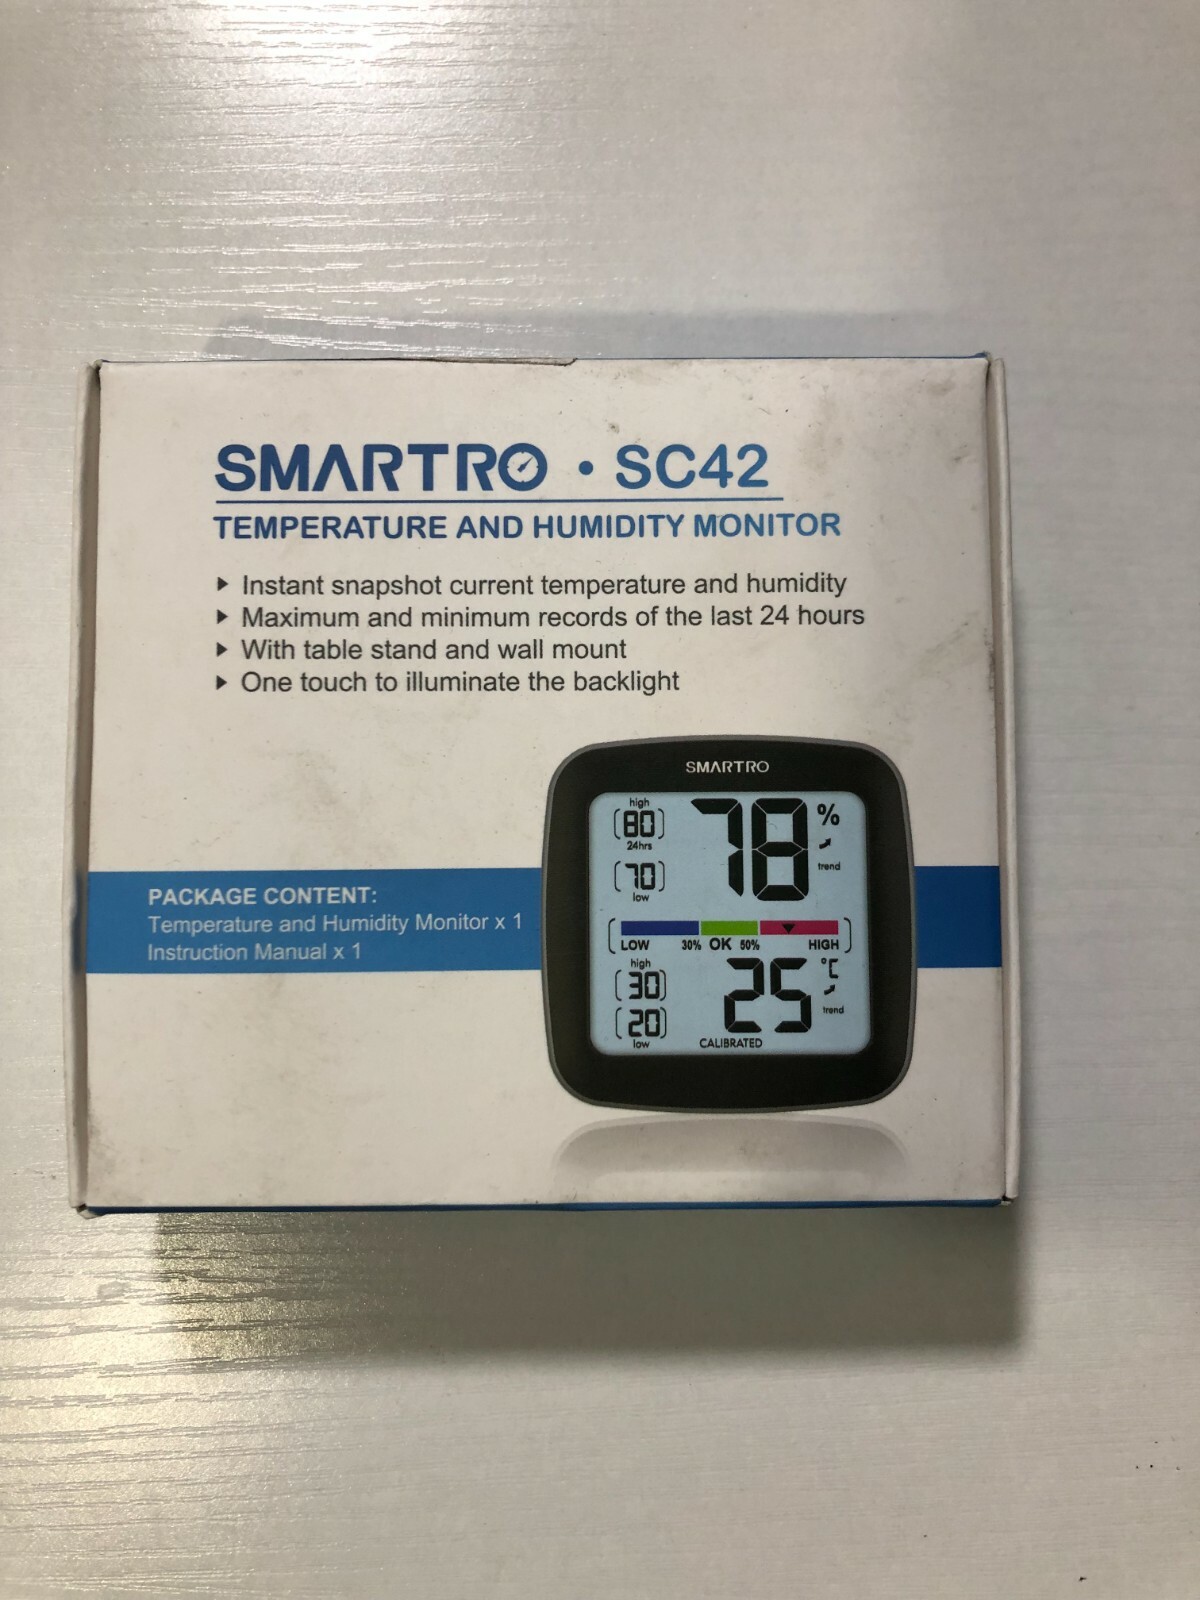 SMARTRO • SC42
TEMPERATURE AND HUMIDITY MONITOR
Instant snapshot current temperature and humidity
Maximum and minimum records of the last 24 hours
With table stand and wall mount
One touch to illuminate the backlight
PACKAGE CONTENT:
Temperature and Humidity Monitor x 1
Instruction Manual x 1
SMARTRO
high
80
24hrs
78 %
trend
70
low
LOW 30% OK 50% HIGH
high
30
25 °C
trend
20
low
CALIBRATED